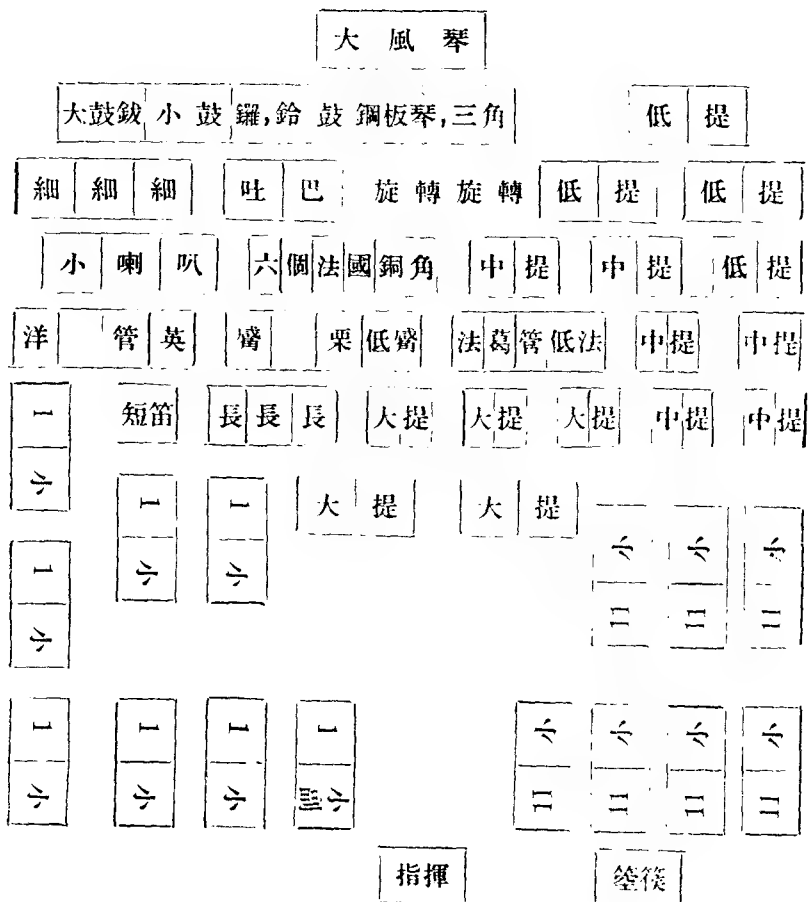 大風琴
大鼓鈸 小鼓 鑼,鈴鼓 鋼板琴,三角 低提
細 細 細 吐巴 旋轉 旋轉 低提 低提
小喇叭 六個法國銅角 中提 中提 低提
洋 管 英 觱 栗 低觱 法葛管低法 中提 中提
小一 短笛 長 長 長 大提 大提 大提 中提 中提
小一 小一 大提 大提
小一 小二 小二 小二
小一 小一 小一 小一 小二 小二 小二 小二
指揮 箜篌